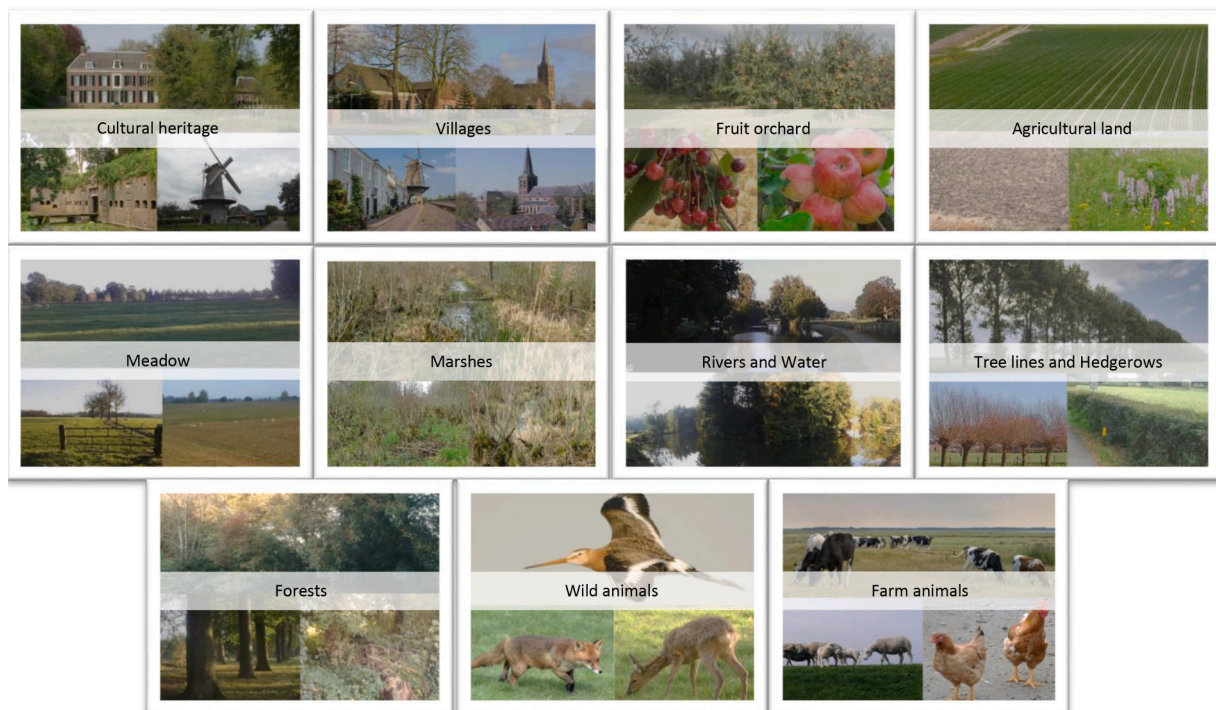 Cultural heritage
Villages
Fruit orchard
Agricultural land
Meadow
Marshes
Rivers and Water
Tree lines and Hedgerows
Forests
Wild animals
Farm animals